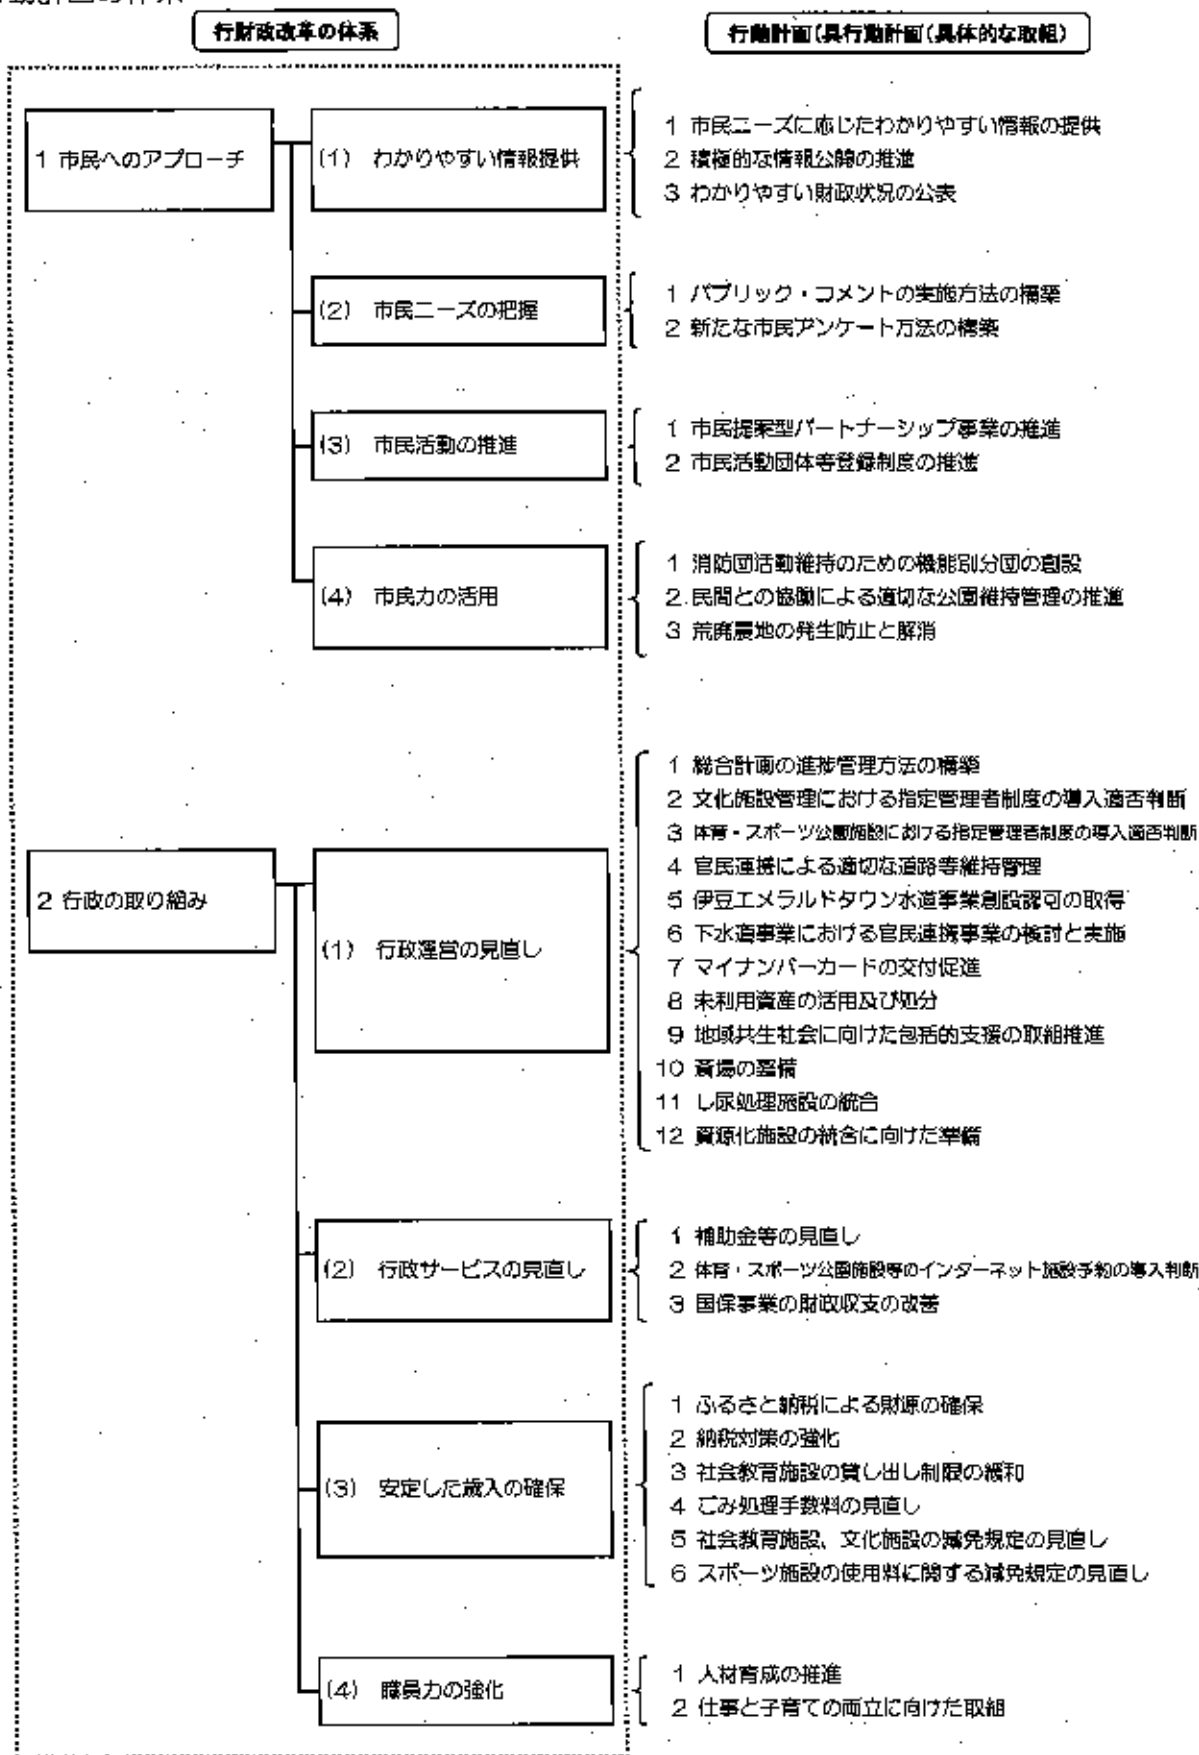 行財政改革の体系
行動計画(具行動計画(具体的な取組)
1 市民へのアプローチ
(1) わかりやすい情報提供
1 市民ニーズに応じたわかりやすい情報の提供
2 積極的な情報公開の推進
3 わかりやすい財政状況の公表
(2) 市民ニーズの把握
1 パブリック・コメントの実施方法の構築
2 新たな市民アンケート方法の構築
(3) 市民活動の推進
1 市民提案型パートナーシップ事業の推進
2 市民活動団体等登録制度の推進
(4) 市民力の活用
1 消防団活動維持のための機能別分団の創設
2 民間との協働による適切な公園維持管理の推進
3 荒廃農地の発生防止と解消
2 行政の取り組み
(1) 行政運営の見直し
1 総合計画の進捗管理方法の構築
2 文化施設管理における指定管理者制度の導入適否判断
3 体育・スポーツ公園施設における指定管理者制度の導入適否判断
4 官民連携による適切な道路等維持管理
5 伊豆エメラルドタウン水道事業創設認可の取得
6 下水道事業における官民連携事業の検討と実施
7 マイナンバーカードの交付促進
8 未利用資産の活用及び処分
9 地域共生社会に向けた包括的支援の取組推進
10 斎場の整備
11 し尿処理施設の統合
12 資源化施設の統合に向けた準備
(2) 行政サービスの見直し
1 補助金等の見直し
2 体育・スポーツ公園施設等のインターネット施設予約の導入判断
3 国保事業の財政収支の改善
(3) 安定した歳入の確保
1 ふるさと納税による財源の確保
2 納税対策の強化
3 社会教育施設の貸し出し制限の緩和
4 ごみ処理手数料の見直し
5 社会教育施設、文化施設の減免規定の見直し
6 スポーツ施設の使用料に関する減免規定の見直し
(4) 職員力の強化
1 人材育成の推進
2 仕事と子育ての両立に向けた取組